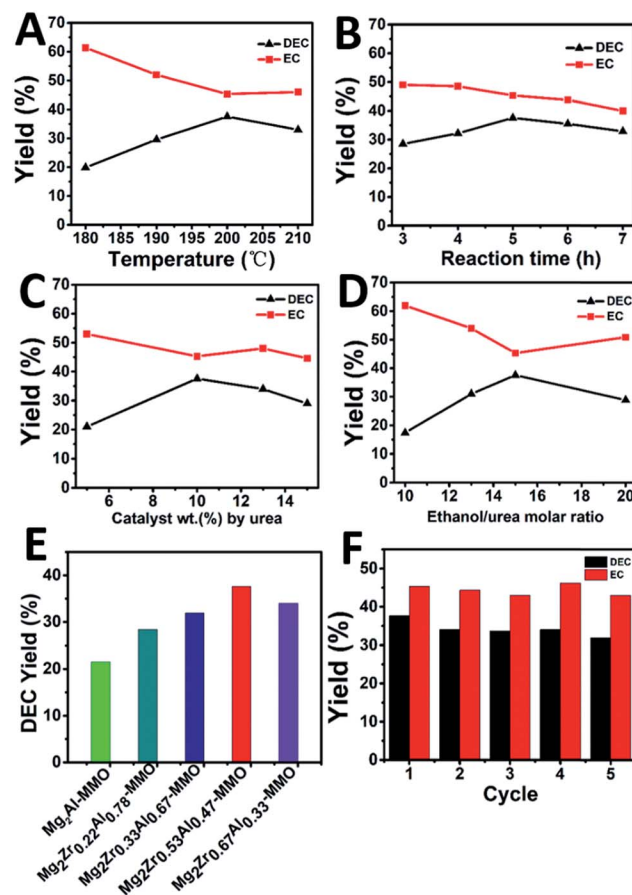 A
DEC
EC
Yield (%)
70
60
50
40
30
20
10
0
180 185 190 195 200 205 210
Temperature (℃)
B
DEC
EC
Yield (%)
70
60
50
40
30
20
10
0
3 4 5 6 7
Reaction time (h)
C
DEC
EC
Yield (%)
70
60
50
40
30
20
10
0
6 8 10 12 14
Catalyst wt.(%) by urea
D
DEC
EC
Yield (%)
70
60
50
40
30
20
10
0
10 12 14 16 18 20
Ethanol/urea molar ratio
E
DEC Yield (%)
40
30
20
10
0
Mg₂Al-MMO
Mg₂Zr₀.₂₂Al₀.₇₈-MMO
Mg₂Zr₀.₃₃Al₀.₆₇-MMO
Mg₂Zr₀.₅₃Al₀.₄₇-MMO
Mg₂Zr₀.₆₇Al₀.₃₃-MMO
F
DEC
EC
Yield (%)
50
40
30
20
10
0
1 2 3 4 5
Cycle